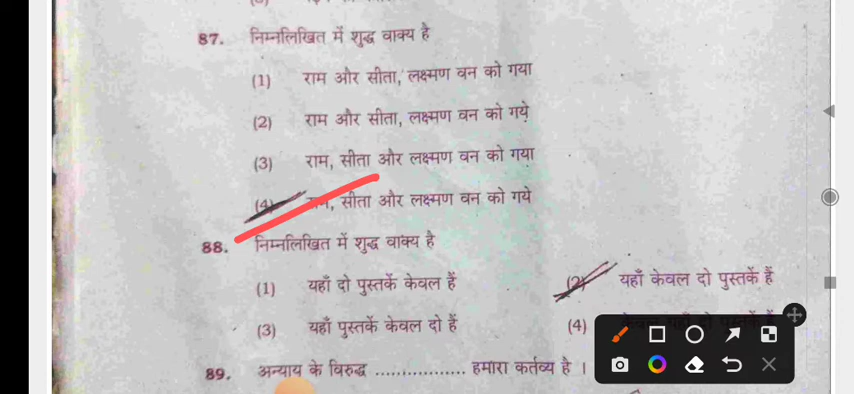 87. निम्नलिखित में शुद्ध वाक्य है
(1) राम और सीता, लक्ष्मण वन को गया
(2) राम और सीता, लक्ष्मण वन को गये
(3) राम, सीता और लक्ष्मण वन को गया
(4) राम, सीता और लक्ष्मण वन को गये
88. निम्नलिखित में शुद्ध वाक्य है
(1) यहाँ दो पुस्तकें केवल हैं (2) यहाँ केवल दो पुस्तकें हैं
(3) यहाँ पुस्तकें केवल दो हैं (4)
89. अन्याय के विरुद्ध ................. हमारा कर्तव्य है ।